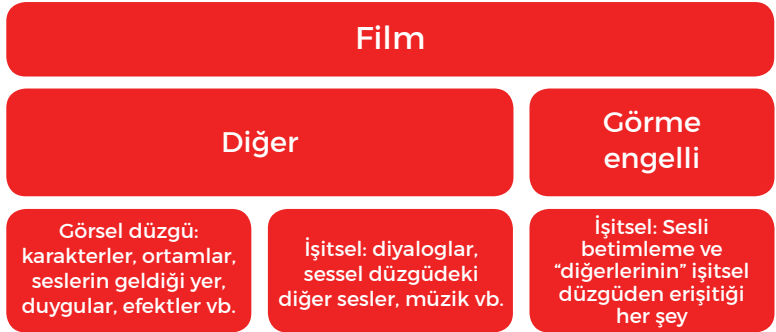 Film
Diğer
Görme
engelli
Görsel düzgü:
karakterler, ortamlar,
seslerin geldiği yer,
duygular, efektler vb.
İşitsel: diyaloglar,
sessel düzgüdeki
diğer sesler, müzik vb.
İşitsel: Sesli
betimleme ve
“diğerlerinin” işitsel
düzgüden erişitiği
her şey